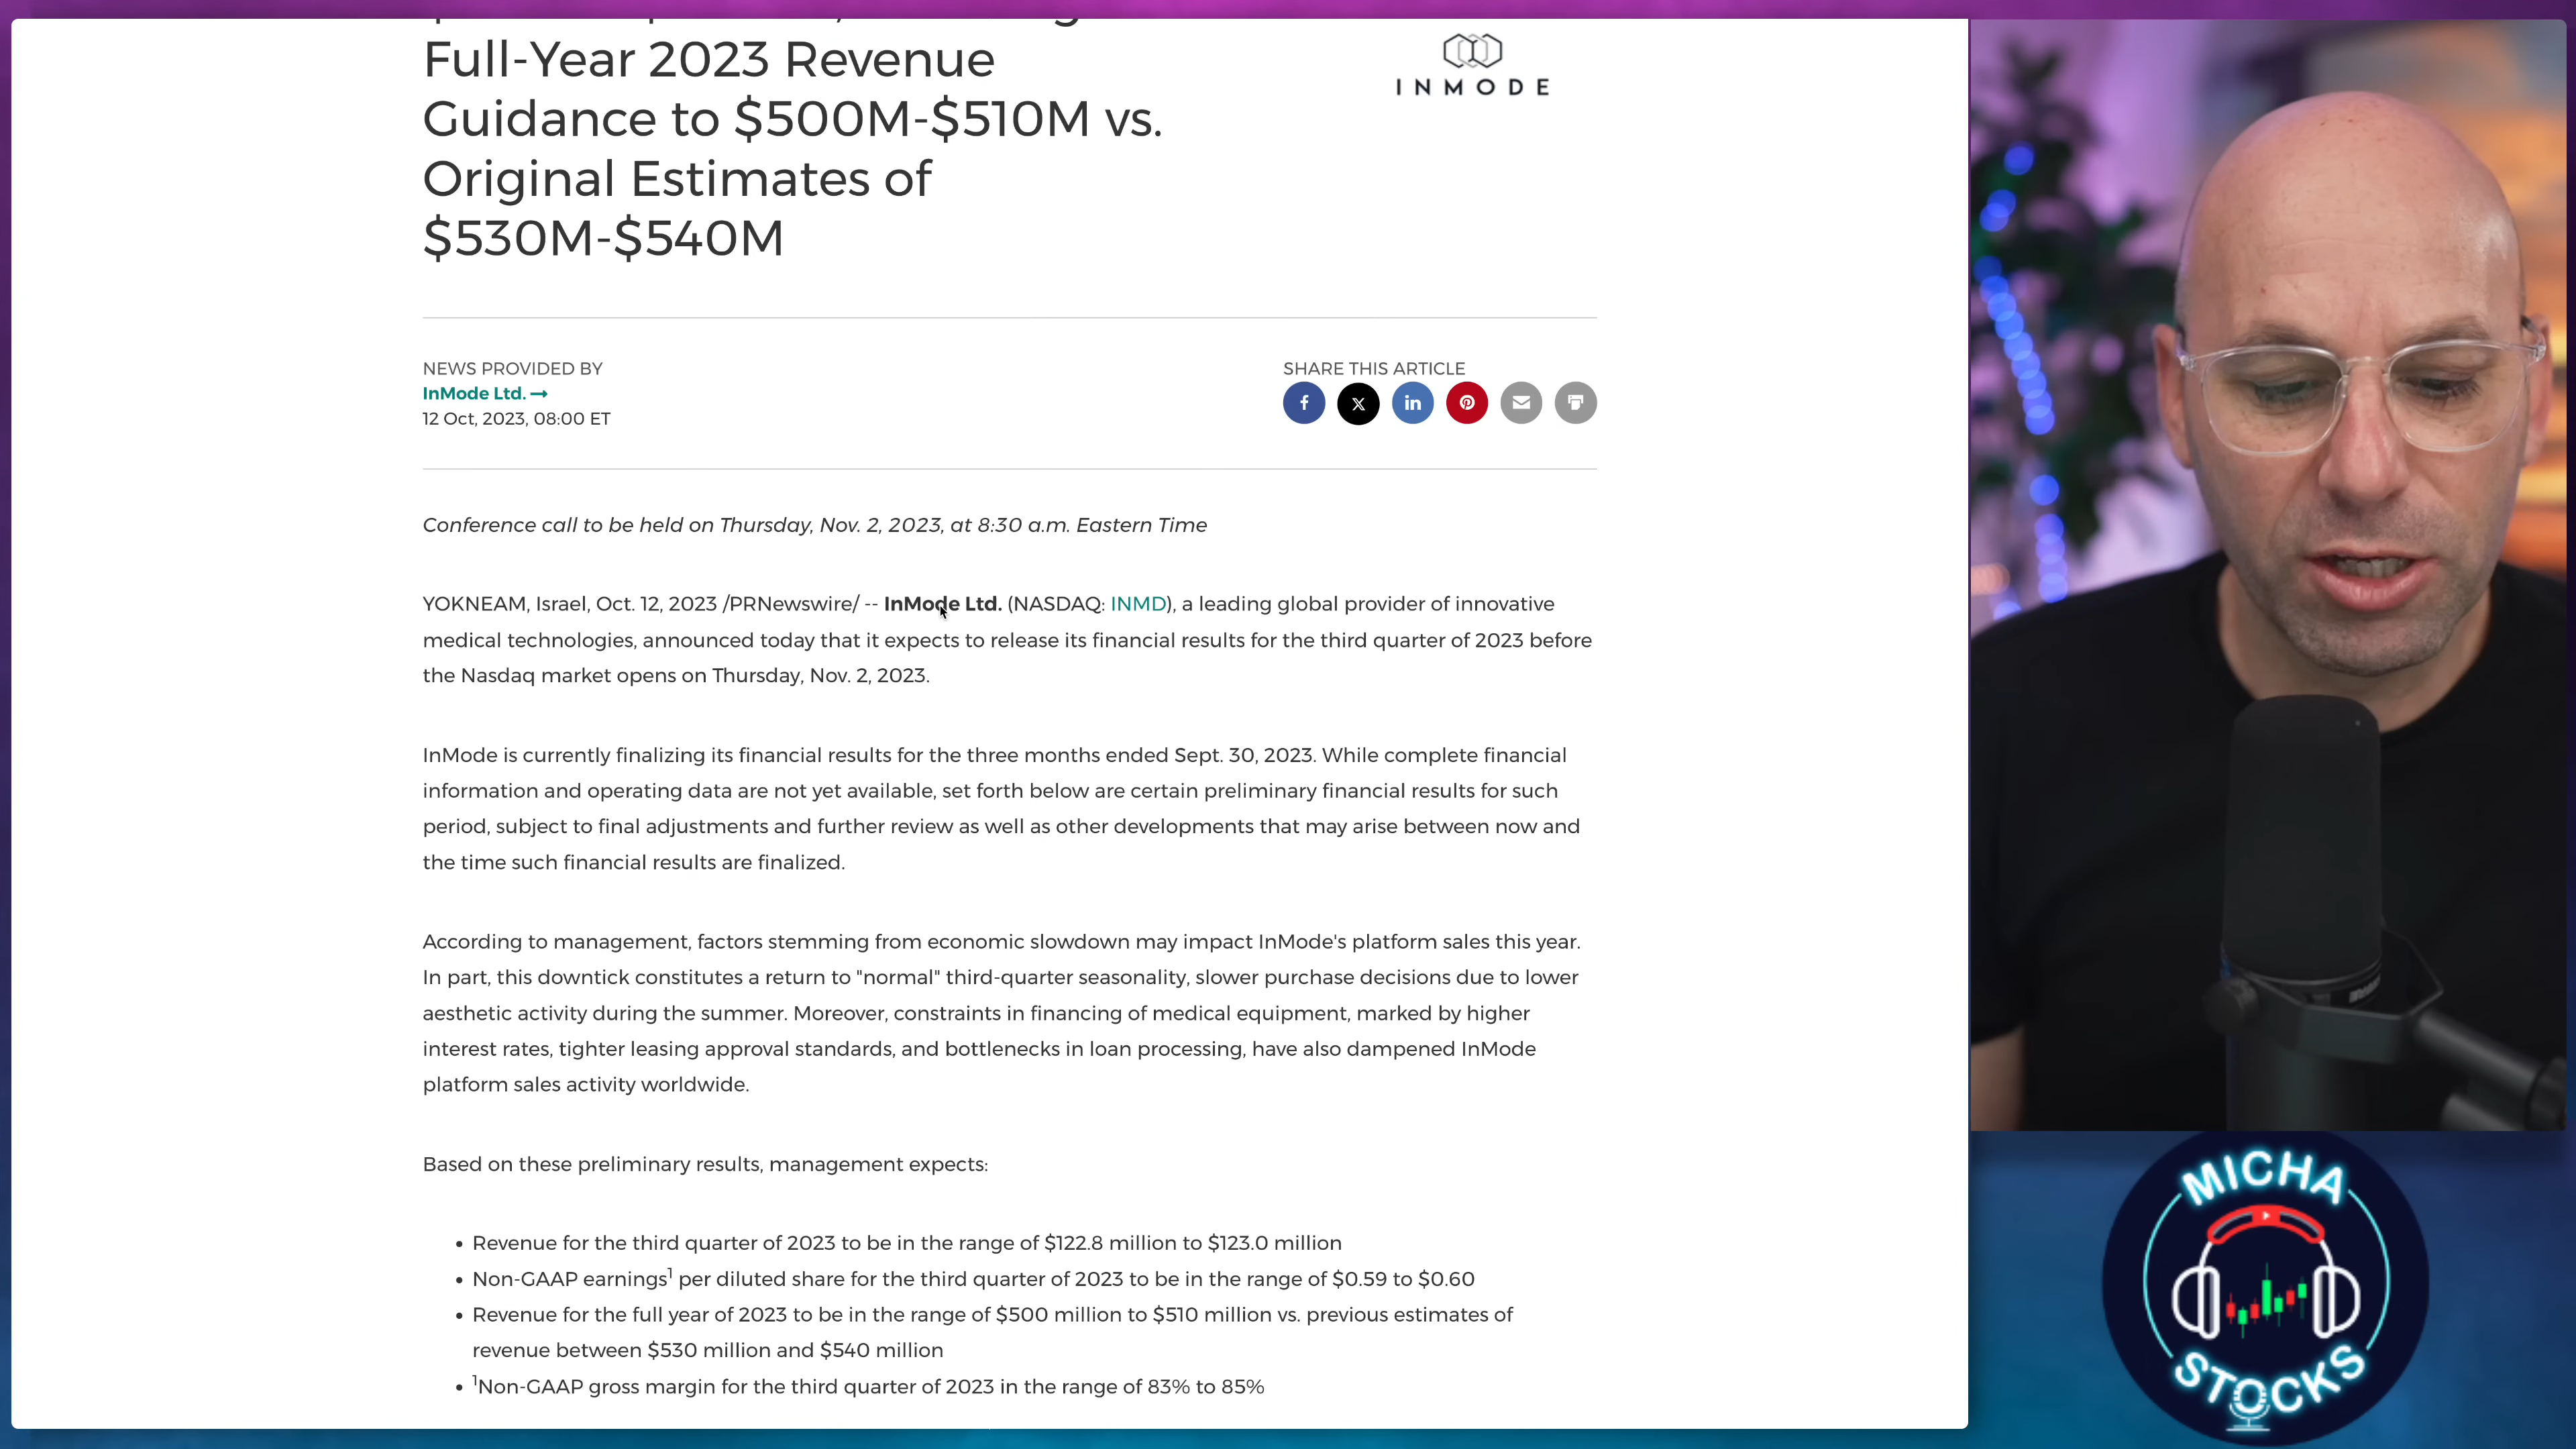 Full-Year 2023 Revenue
Guidance to $500M-$510M vs.
Original Estimates of
$530M-$540M
INMODE
NEWS PROVIDED BY
InMode Ltd. →
12 Oct, 2023, 08:00 ET
SHARE THIS ARTICLE
Conference call to be held on Thursday, Nov. 2, 2023, at 8:30 a.m. Eastern Time
YOKNEAM, Israel, Oct. 12, 2023 /PRNewswire/ -- InMode Ltd. (NASDAQ: INMD), a leading global provider of innovative
medical technologies, announced today that it expects to release its financial results for the third quarter of 2023 before
the Nasdaq market opens on Thursday, Nov. 2, 2023.
InMode is currently finalizing its financial results for the three months ended Sept. 30, 2023. While complete financial
information and operating data are not yet available, set forth below are certain preliminary financial results for such
period, subject to final adjustments and further review as well as other developments that may arise between now and
the time such financial results are finalized.
According to management, factors stemming from economic slowdown may impact InMode's platform sales this year.
In part, this downtick constitutes a return to "normal" third-quarter seasonality, slower purchase decisions due to lower
aesthetic activity during the summer. Moreover, constraints in financing of medical equipment, marked by higher
interest rates, tighter leasing approval standards, and bottlenecks in loan processing, have also dampened InMode
platform sales activity worldwide.
Based on these preliminary results, management expects:
• Revenue for the third quarter of 2023 to be in the range of $122.8 million to $123.0 million
• Non-GAAP earnings¹ per diluted share for the third quarter of 2023 to be in the range of $0.59 to $0.60
• Revenue for the full year of 2023 to be in the range of $500 million to $510 million vs. previous estimates of
revenue between $530 million and $540 million
• ¹Non-GAAP gross margin for the third quarter of 2023 in the range of 83% to 85%
MICHA
STOCKS